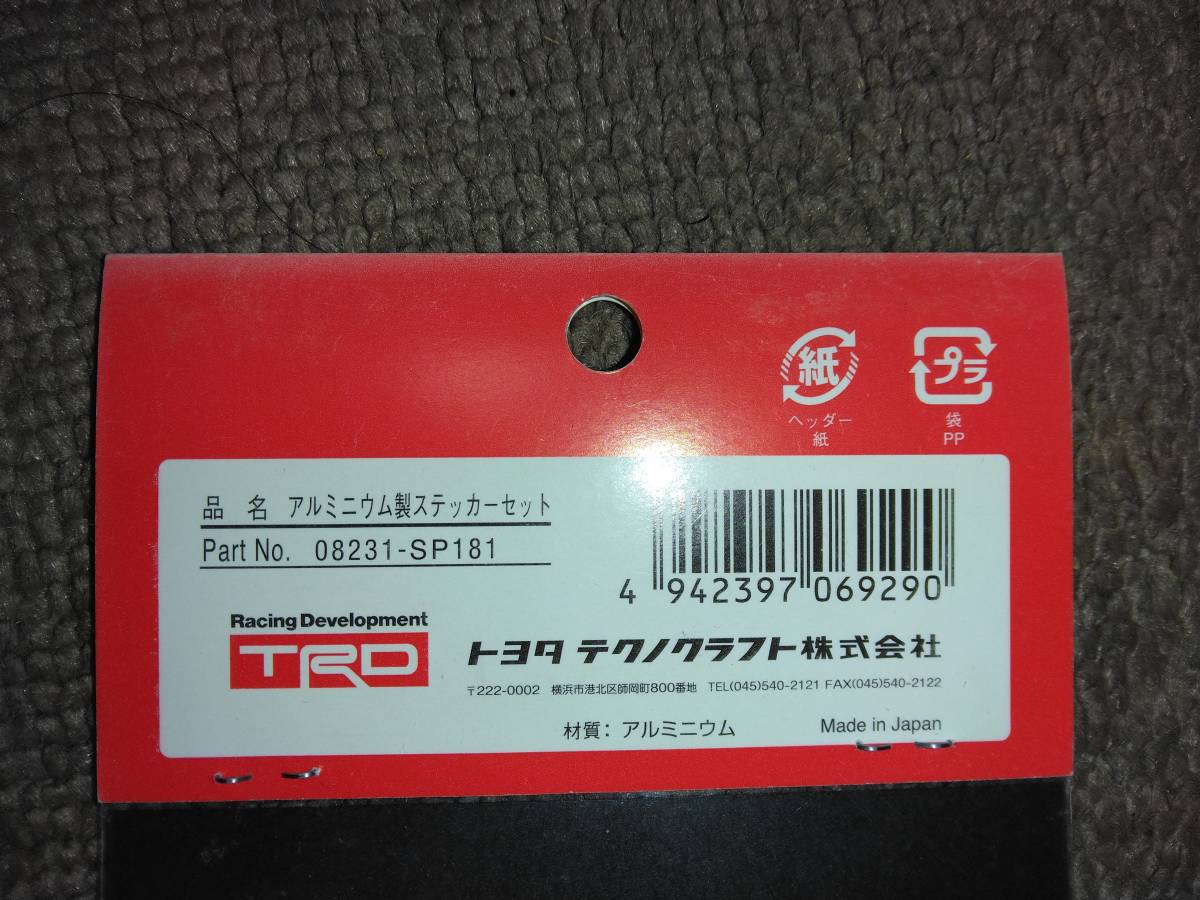 紙
プラ
ヘッダー
紙
袋
PP
品 名 アルミニウム製ステッカーセット
Part No. 08231-SP181
4 942397 069290
Racing Development
TRD
トヨタ テクノクラフト株式会社
〒222-0002 横浜市港北区師岡町800番地 TEL(045)540-2121 FAX(045)540-2122
材質：アルミニウム
Made in Japan